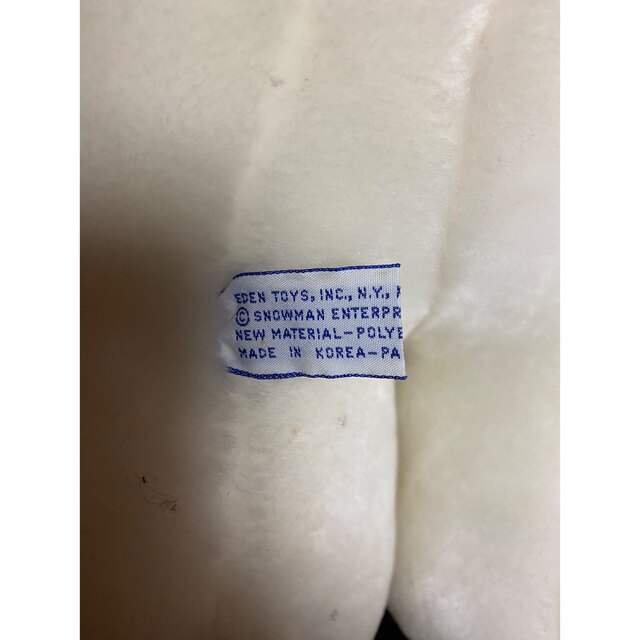 EDEN TOYS, INC., N.Y.,
© SNOWMAN ENTERPR
NEW MATERIAL-POLYE
MADE IN KOREA-PA